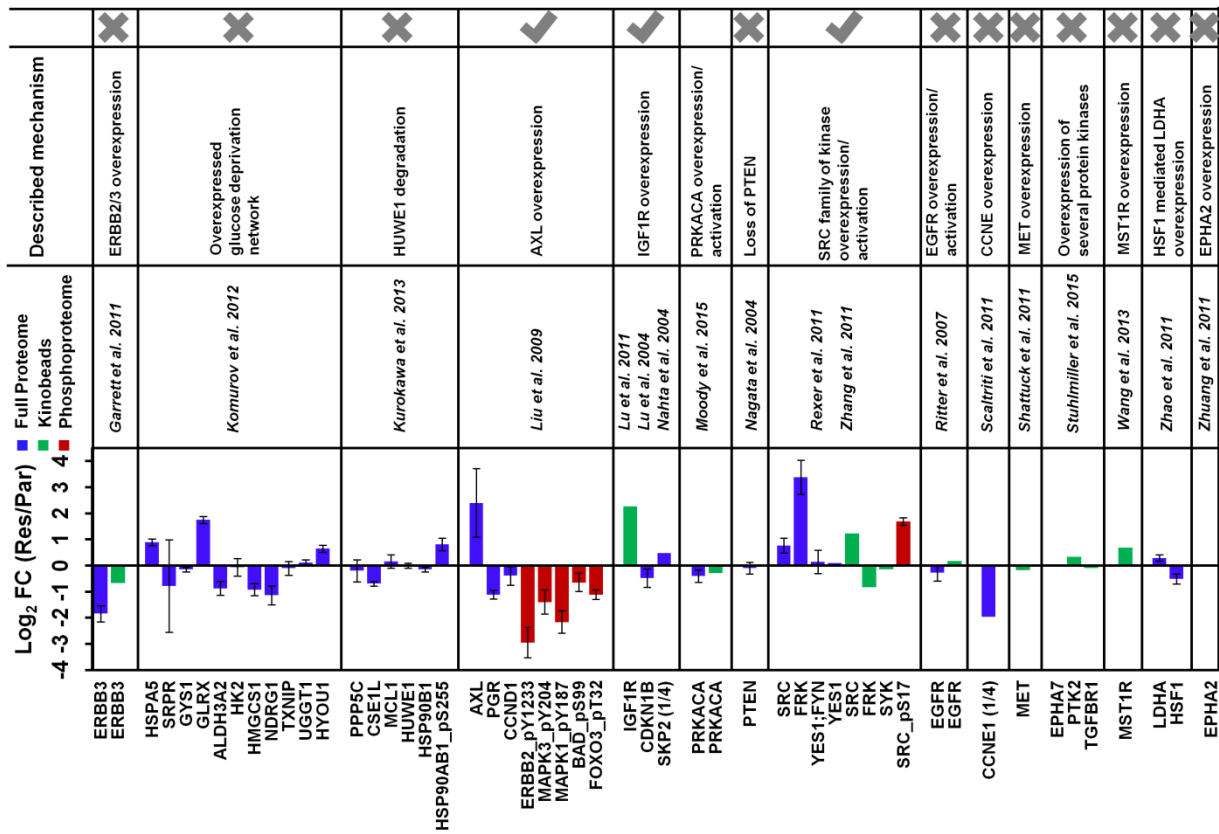 Described mechanism
ERBB2/3 overexpression
Overexpressed
glucose deprivation
network
HUWE1 degradation
AXL overexpression
IGF1R overexpression
PRKACA overexpression/
activation
Loss of PTEN
SRC family of kinase
overexpression/
activation
EGFR overexpression/
activation
CCNE overexpression
MET overexpression
Overexpression of
several protein kinases
MST1R overexpression
HSF1 mediated LDHA
overexpression
EPHA2 overexpression
Full Proteome
Kinobeads
Phosphoproteome
Garrett et al. 2011
Komurov et al. 2012
Kurokawa et al. 2013
Liu et al. 2009
Lu et al. 2011
Lu et al. 2004
Nahta et al. 2004
Moody et al. 2015
Nagata et al. 2004
Rexer et al. 2011
Zhang et al. 2011
Ritter et al. 2007
Scaltriti et al. 2011
Shattuck et al. 2011
Stuhlmiller et al. 2015
Wang et al. 2013
Zhao et al. 2011
Zhuang et al. 2011
Log2 FC (Res/Par)
4
3
2
1
0
-1
-2
-3
-4
ERBB3
ERBB3
HSPA5
SRPR
GYS1
GLRX
ALDH3A2
HK2
HMGCS1
NDRG1
TXNIP
UGGT1
HYOU1
PPP5C
CSE1L
MCL1
HUWE1
HSP90B1
HSP90AB1_pS255
AXL
PGR
CCND1
ERBB2_pY1233
MAPK3_pY204
MAPK1_pY187
BAD_pS99
FOXO3_pT32
IGF1R
CDKN1B
SKP2 (1/4)
PRKACA
PRKACA
PTEN
SRC
FRK
YES1;FYN
YES1
SRC
FRK
SYK
SRC_pS17
EGFR
EGFR
CCNE1 (1/4)
MET
EPHA7
PTK2
TGFBR1
MST1R
LDHA
HSF1
EPHA2